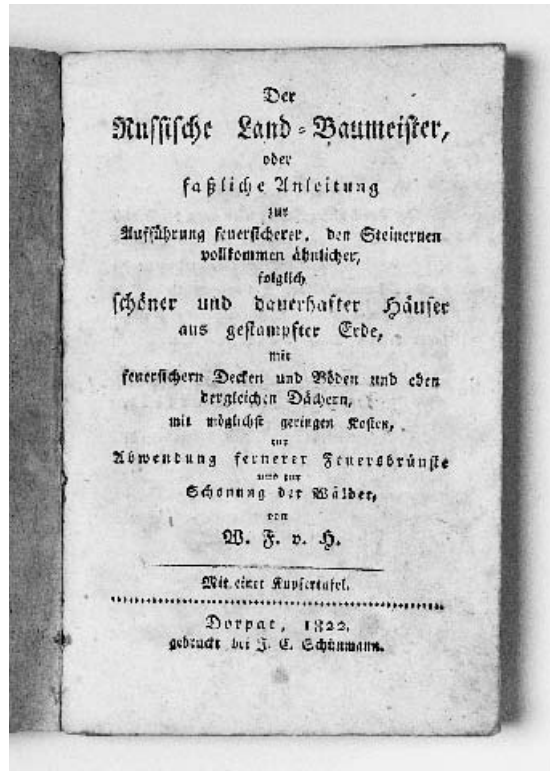 Der
Russische Land-Baumeister,
oder
faßliche Anleitung
zur
Aufführung feuersicherer, den Steinernen
vollkommen ähnlicher,
folglich
schöner und dauerhafter Häuser
aus gestampfter Erde,
mit
feuersichern Decken und Böden und eben
dergleichen Dächern,
mit möglichst geringen Kosten,
zur
Abwendung fernerer Feuersbrünste
und zur
Schonung der Wälder,
von
W. F. v. H.
Mit einer Kupfertafel.
Dorpat, 1822.
gedruckt bei J. C. Schünmann.